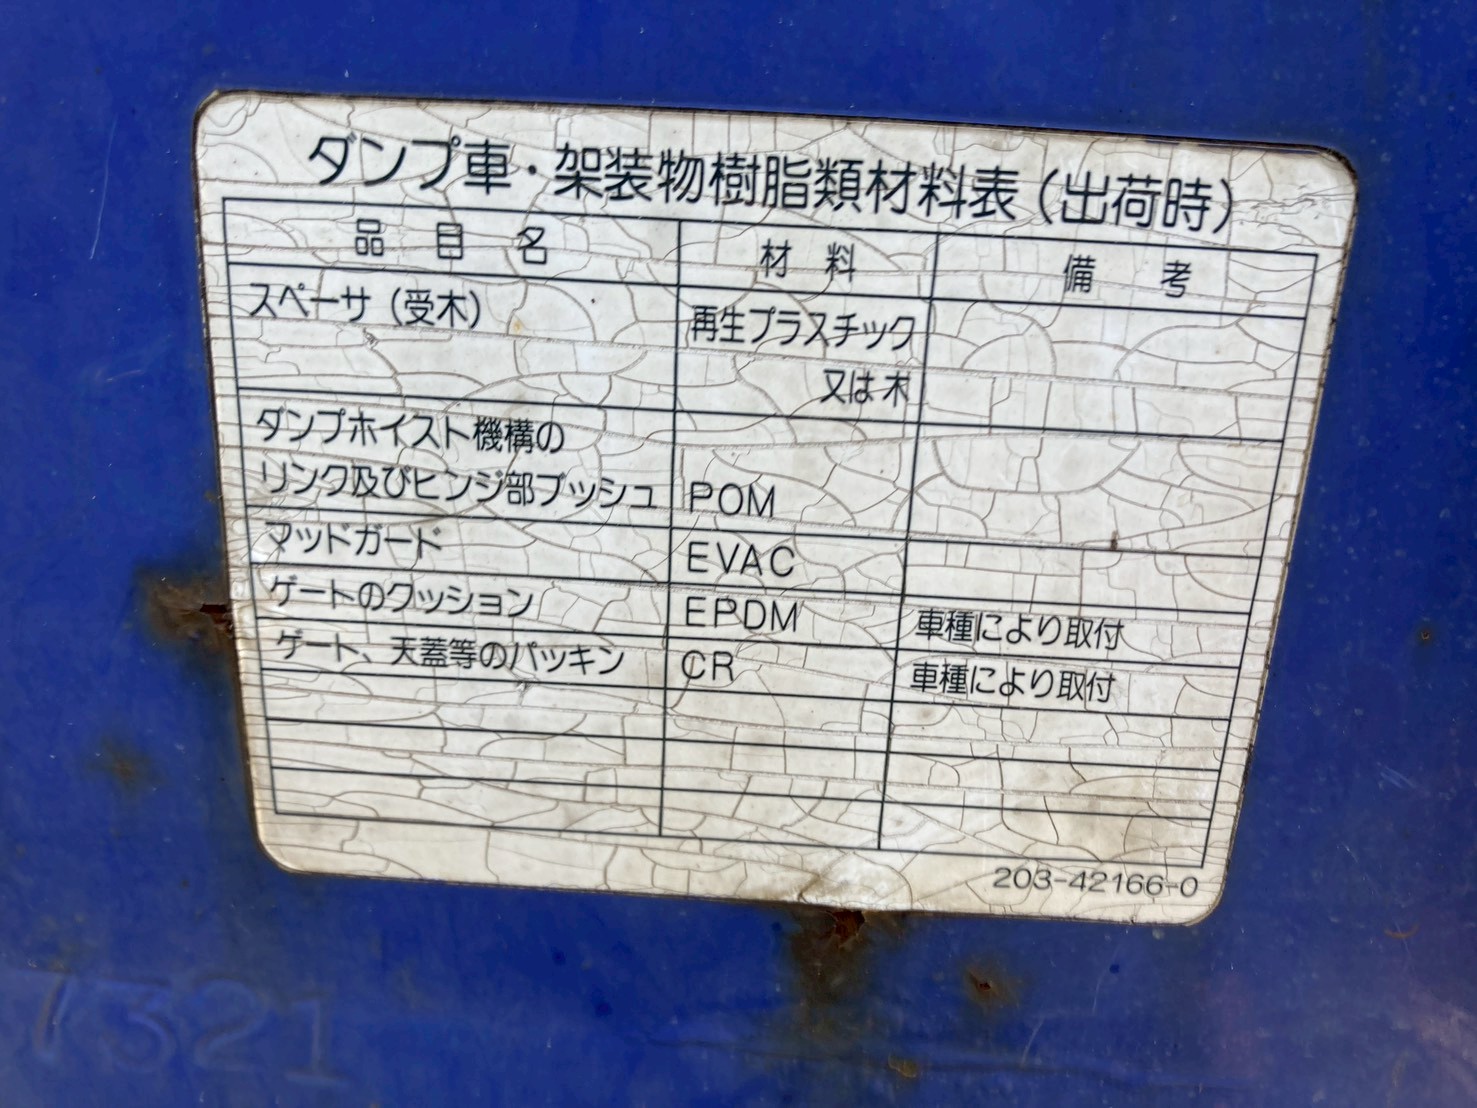 ダンプ車・架装物樹脂類材料表(出荷時)
品目名 材料 備考
スペーサ(受木) 再生プラスチック
又は木
ダンプホイスト機構の
リンク及びヒンジ部ブッシュ POM
マッドガード EVAC
ゲートのクッション EPDM 車種により取付
ゲート、天蓋等のパッキン CR 車種により取付
203-42166-0
7321